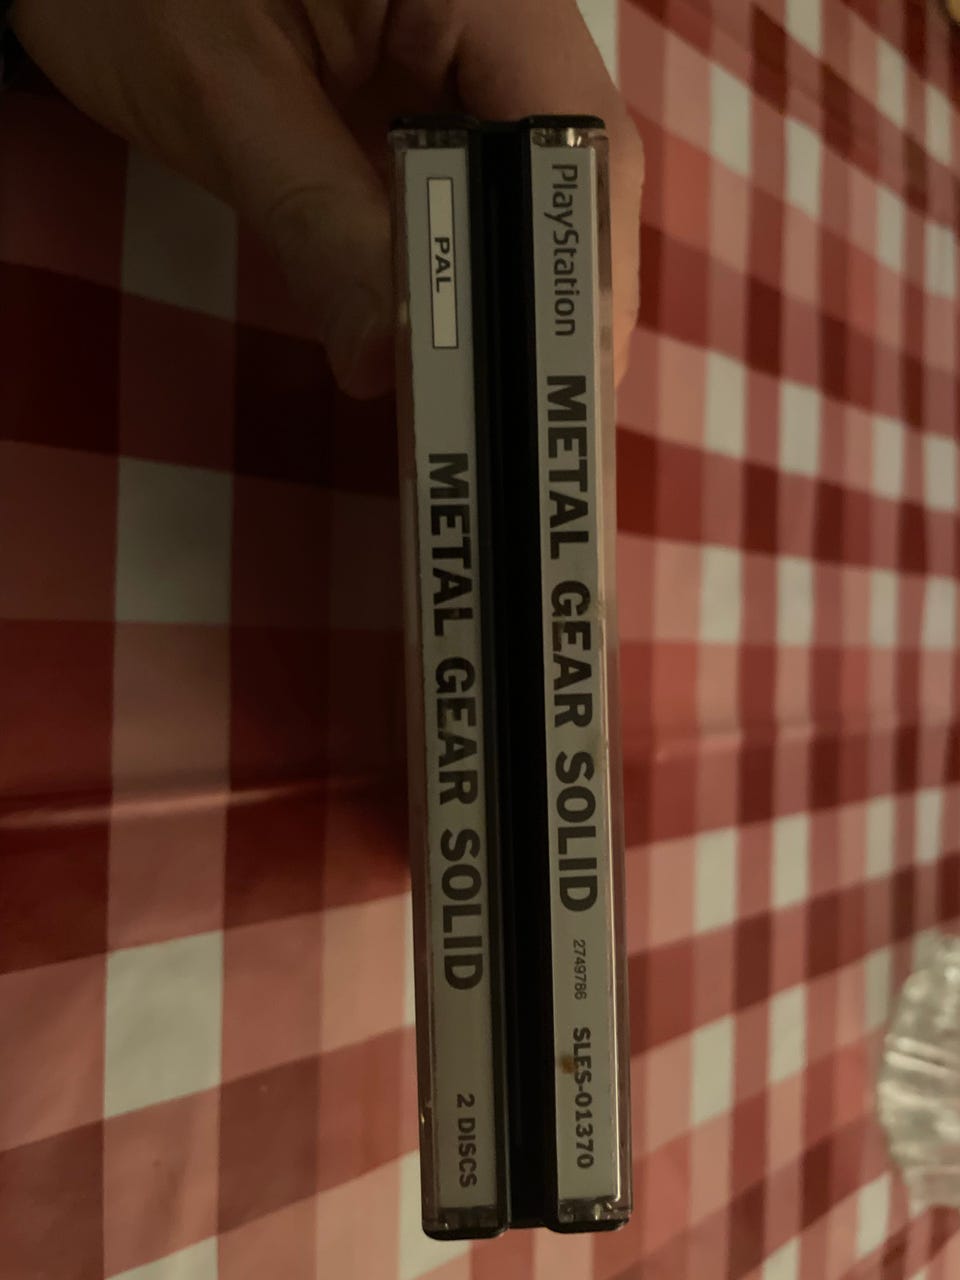 PlayStation METAL GEAR SOLID 2749786 SLES-01370
PAL METAL GEAR SOLID 2 DISCS